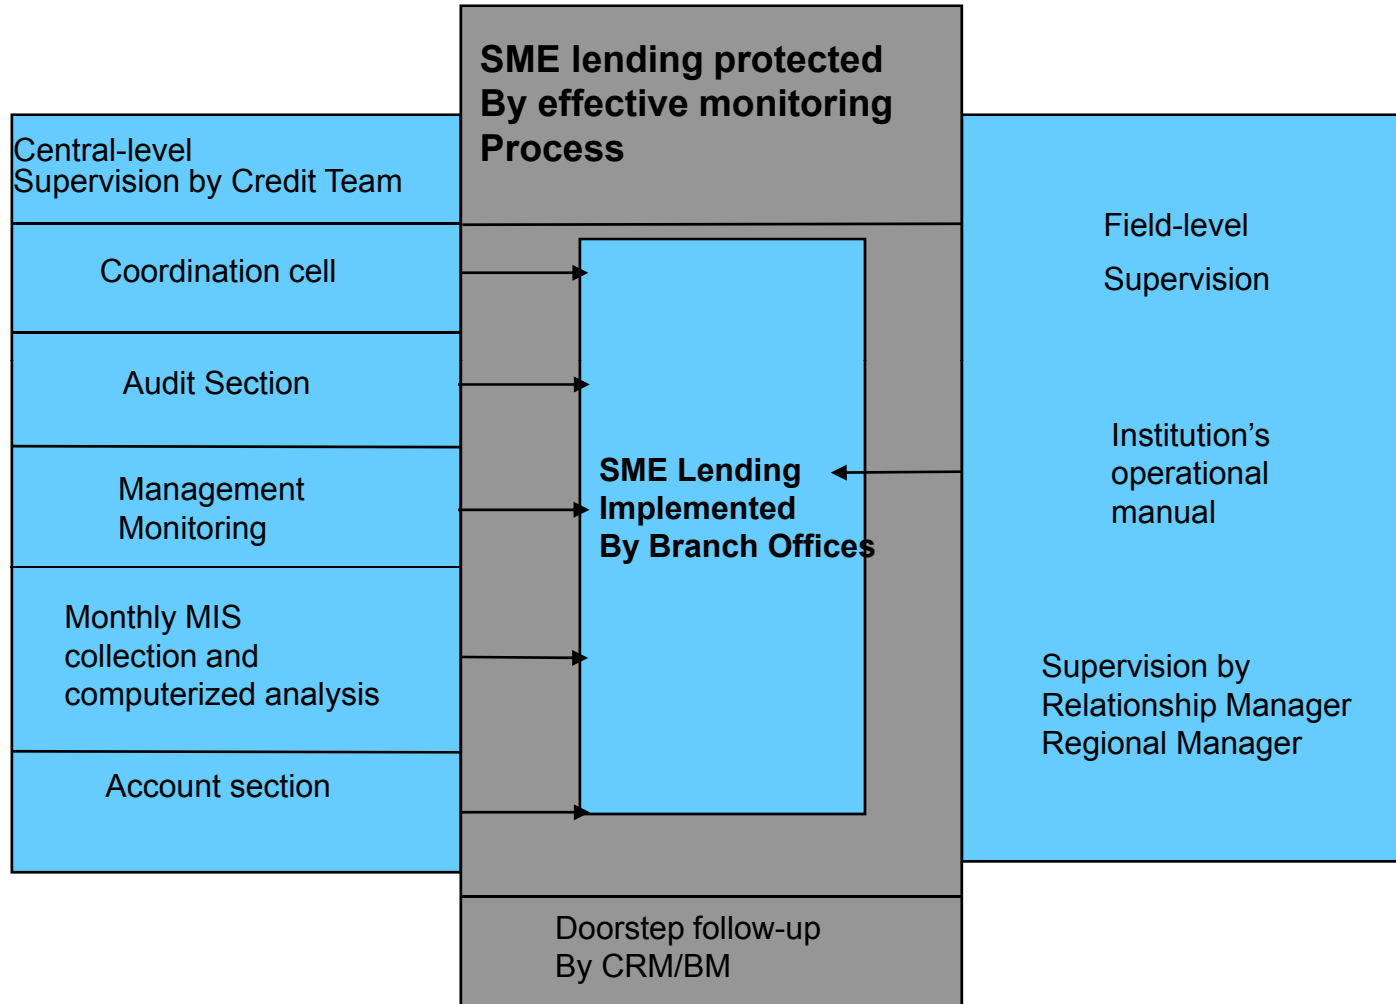 SME lending protected
By effective monitoring
Process
Central-level
Supervision by Credit Team
Coordination cell
Audit Section
Management
Monitoring
Monthly MIS
collection and
computerized analysis
Account section
SME Lending
Implemented
By Branch Offices
Field-level
Supervision
Institution’s
operational
manual
Supervision by
Relationship Manager
Regional Manager
Doorstep follow-up
By CRM/BM